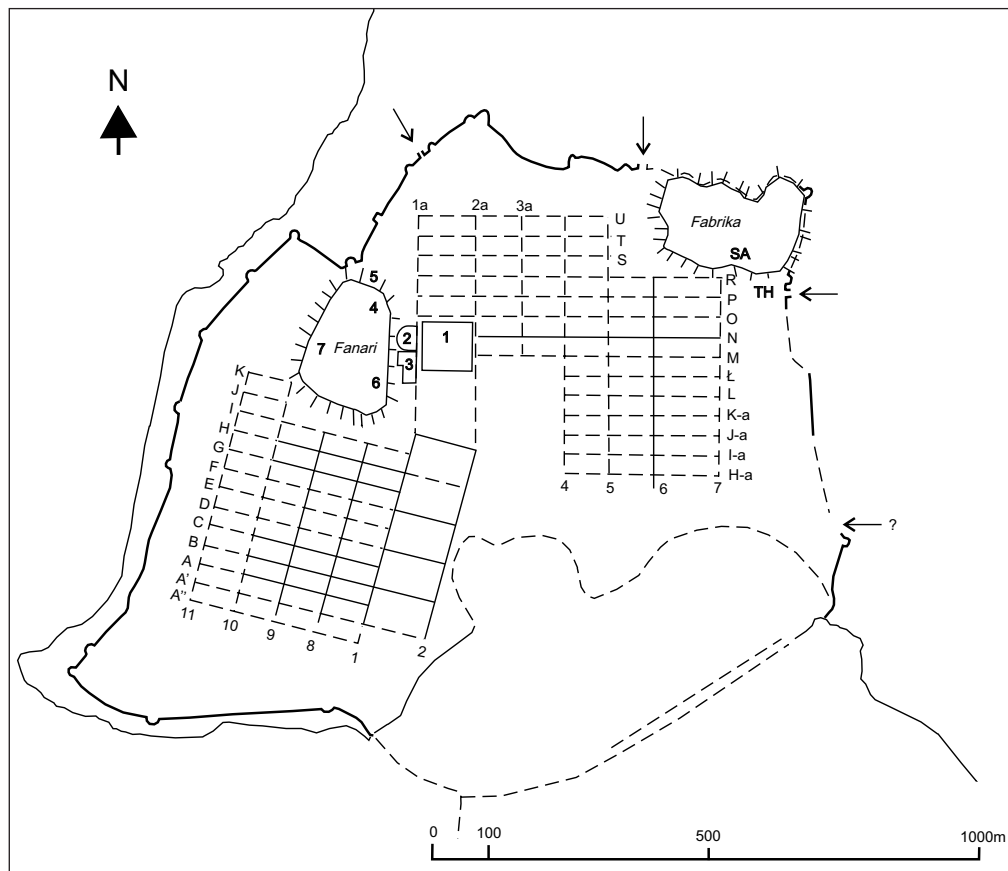 N
1a 2a 3a
U
T
S
Fabrika
SA
TH
R
P
O
N
M
Ł
L
K-a
J-a
I-a
H-a
4 5 6 7
5
4
7 Fanari
6
2
3
1
K
J
H
G
F
E
D
C
B
A
A'
A"
11 10 9 8 1 2
?
0 100 500 1000m